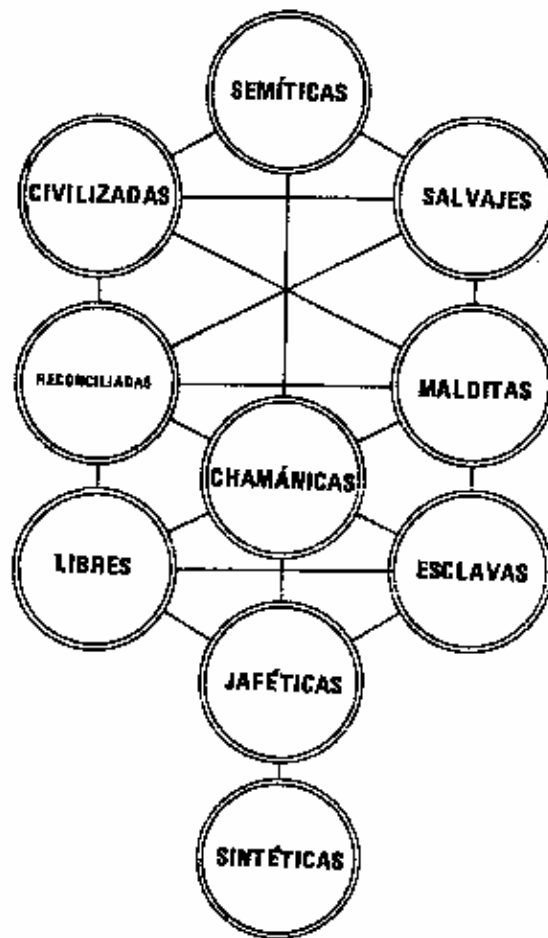 SEMÍTICAS
CIVILIZADAS
SALVAJES
RECONCILIADAS
MALDITAS
CHAMÁNICAS
LIBRES
ESCLAVAS
JAFÉTICAS
SINTÉTICAS